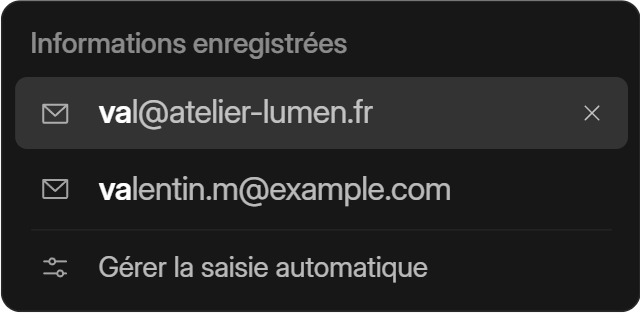 Informations enregistrées
val@atelier-lumen.fr
valentin.m@example.com
Gérer la saisie automatique